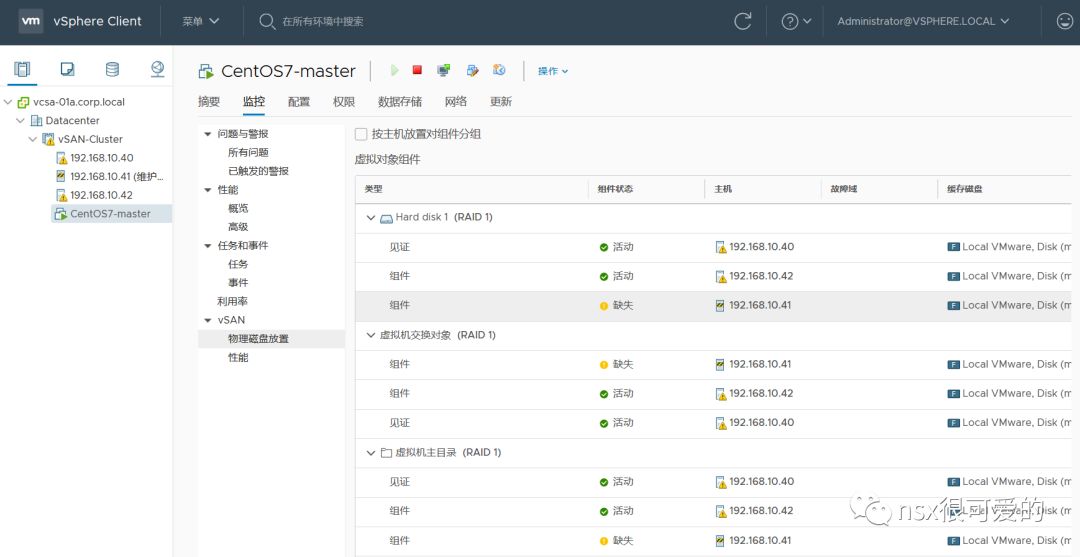 vm vSphere Client 菜单 在所有环境中搜索 Administrator@VSPHERE.LOCAL
vcsa-01a.corp.local
Datacenter
vSAN-Cluster
192.168.10.40
192.168.10.41 (维护...
192.168.10.42
CentOS7-master
CentOS7-master 操作
摘要 监控 配置 权限 数据存储 网络 更新
问题与警报
所有问题
已触发的警报
性能
概览
高级
任务和事件
任务
事件
利用率
vSAN
物理磁盘放置
性能
按主机放置对组件分组
虚拟对象组件
类型 组件状态 主机 故障域 缓存磁盘
Hard disk 1 (RAID 1)
见证 活动 192.168.10.40 F Local VMware, Disk (m
组件 活动 192.168.10.42 F Local VMware, Disk (m
组件 缺失 192.168.10.41 F Local VMware, Disk (m
虚拟机交换对象 (RAID 1)
组件 缺失 192.168.10.41 F Local VMware, Disk (m
组件 活动 192.168.10.42 F Local VMware, Disk (m
见证 活动 192.168.10.40 F Local VMware, Disk (m
虚拟机主目录 (RAID 1)
见证 活动 192.168.10.40 F Local VMware, Disk (m
组件 活动 192.168.10.42 F Local VMware, Disk (m
组件 缺失 192.168.10.41 F Local VMware, Disk (m
nsx很可爱的